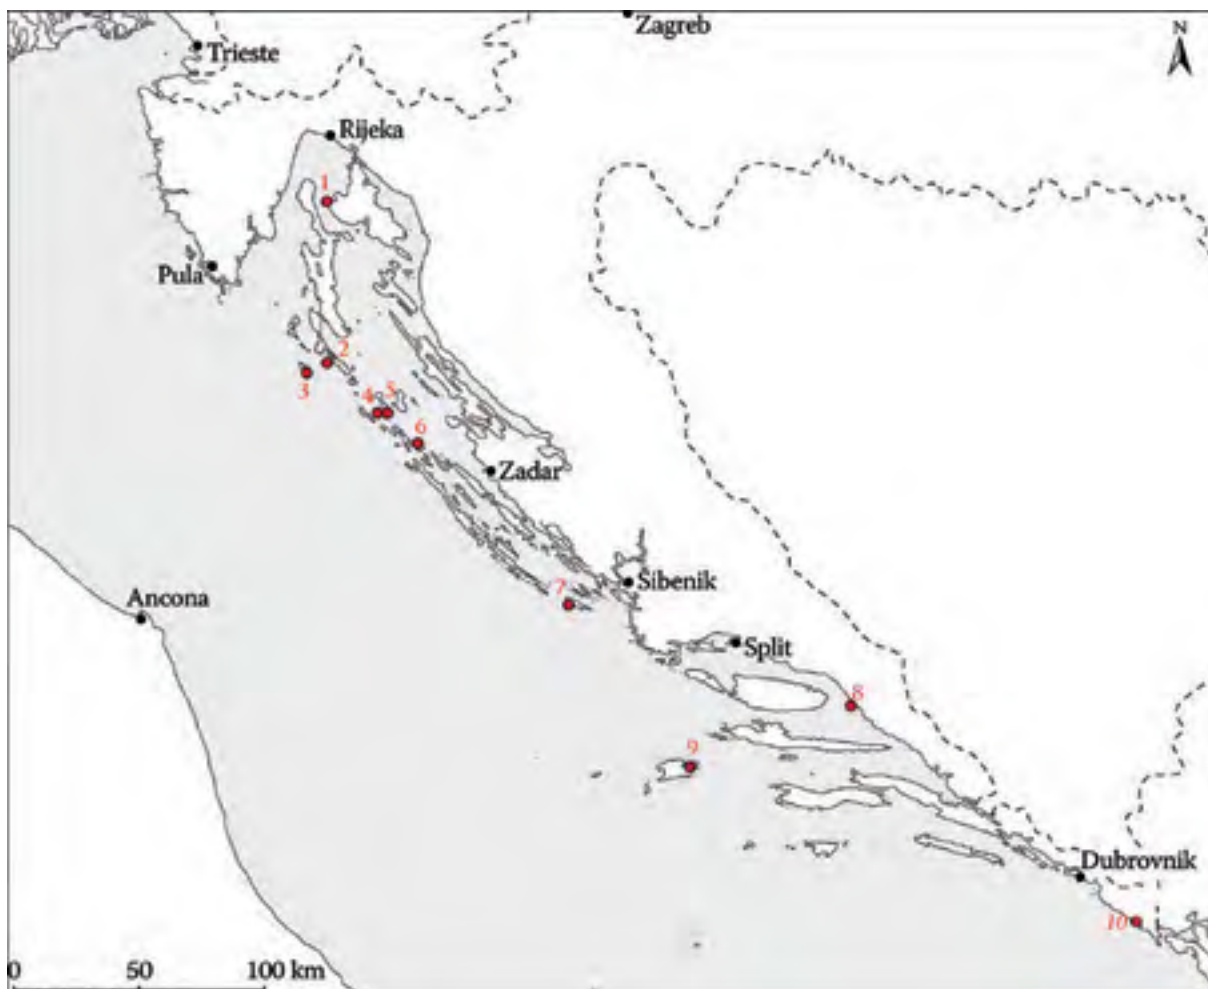 Zagreb
N
Trieste
Rijeka
1
Pula
2
3
4 5
6
Zadar
7
Šibenik
Ancona
Split
8
9
Dubrovnik
10
0 50 100 km